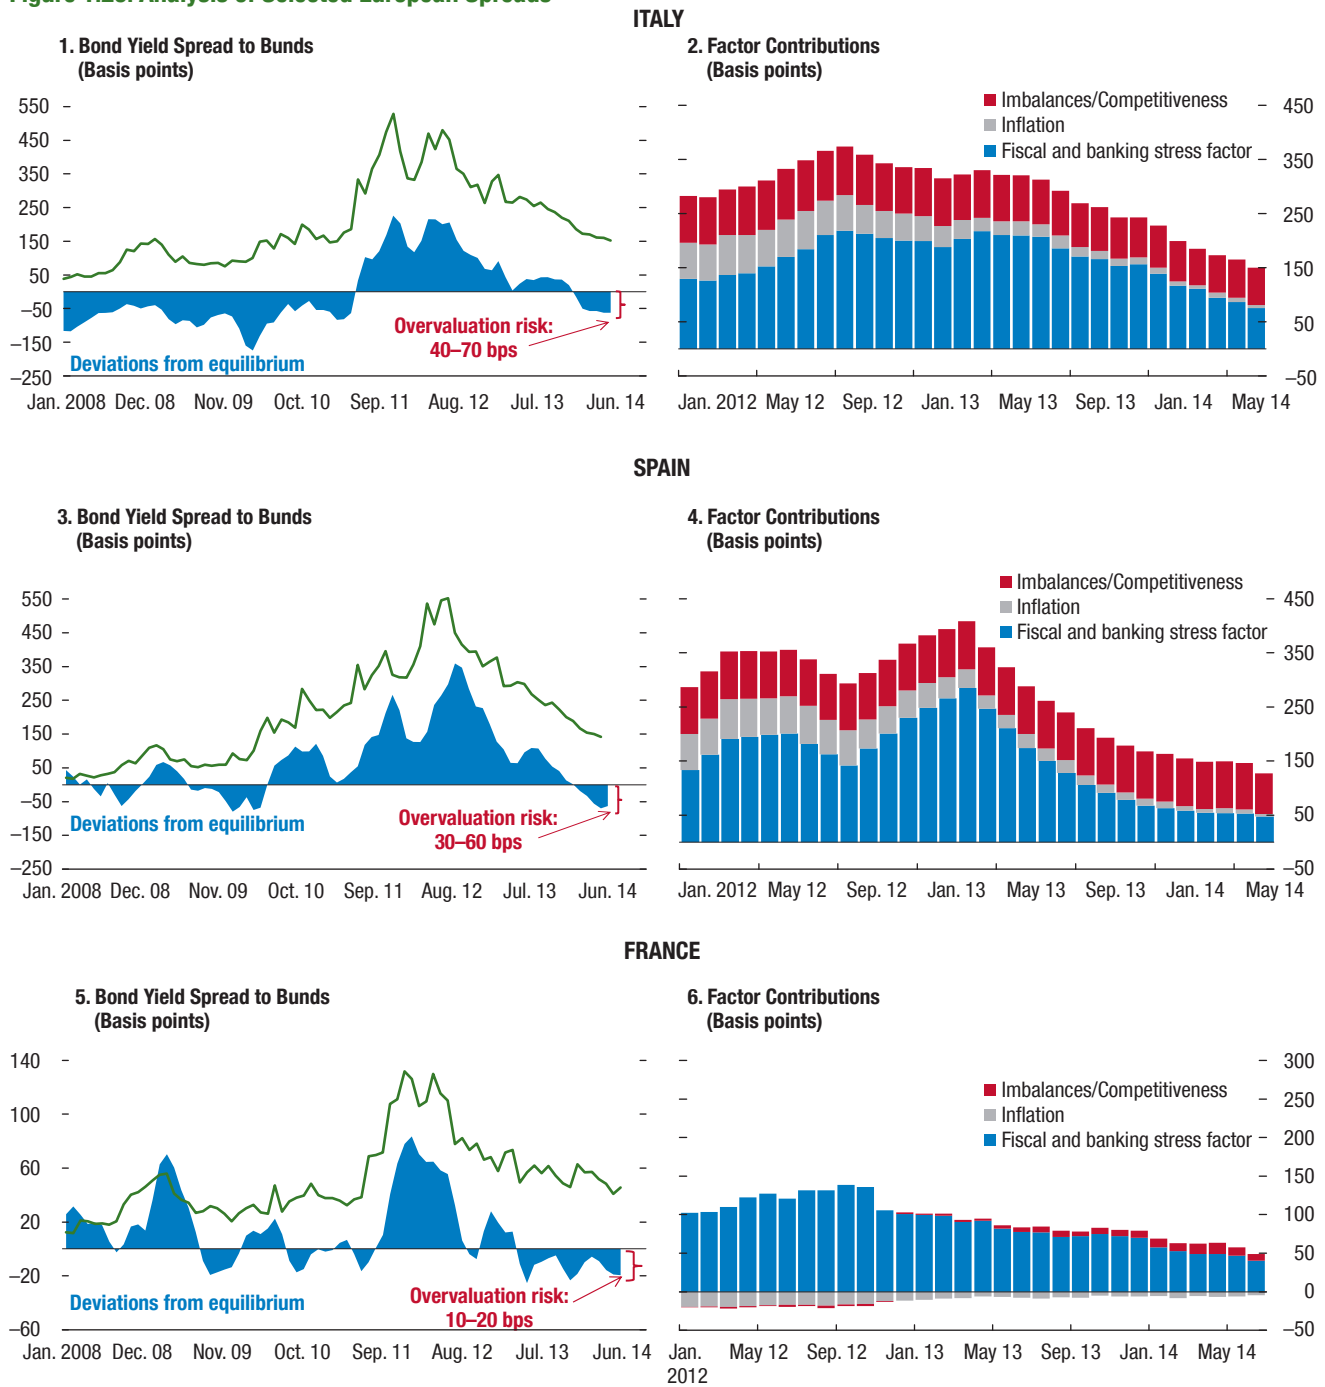 Figure 1.23. Analysis of Selected European Spreads
ITALY
1. Bond Yield Spread to Bunds
(Basis points)
550
450
350
250
150
50
–50
–150
–250
Deviations from equilibrium
Overvaluation risk:
40–70 bps
Jan. 2008 Dec. 08 Nov. 09 Oct. 10 Sep. 11 Aug. 12 Jul. 13 Jun. 14
2. Factor Contributions
(Basis points)
Imbalances/Competitiveness
Inflation
Fiscal and banking stress factor
450
350
250
150
50
–50
Jan. 2012 May 12 Sep. 12 Jan. 13 May 13 Sep. 13 Jan. 14 May 14
SPAIN
3. Bond Yield Spread to Bunds
(Basis points)
550
450
350
250
150
50
–50
–150
–250
Deviations from equilibrium
Overvaluation risk:
30–60 bps
Jan. 2008 Dec. 08 Nov. 09 Oct. 10 Sep. 11 Aug. 12 Jul. 13 Jun. 14
4. Factor Contributions
(Basis points)
Imbalances/Competitiveness
Inflation
Fiscal and banking stress factor
450
350
250
150
50
–50
Jan. 2012 May 12 Sep. 12 Jan. 13 May 13 Sep. 13 Jan. 14 May 14
FRANCE
5. Bond Yield Spread to Bunds
(Basis points)
140
100
60
20
–20
–60
Deviations from equilibrium
Overvaluation risk:
10–20 bps
Jan. 2008 Dec. 08 Nov. 09 Oct. 10 Sep. 11 Aug. 12 Jul. 13 Jun. 14
6. Factor Contributions
(Basis points)
Imbalances/Competitiveness
Inflation
Fiscal and banking stress factor
300
250
200
150
100
50
0
–50
Jan. May 12 Sep. 12 Jan. 13 May 13 Sep. 13 Jan. 14 May 14
2012